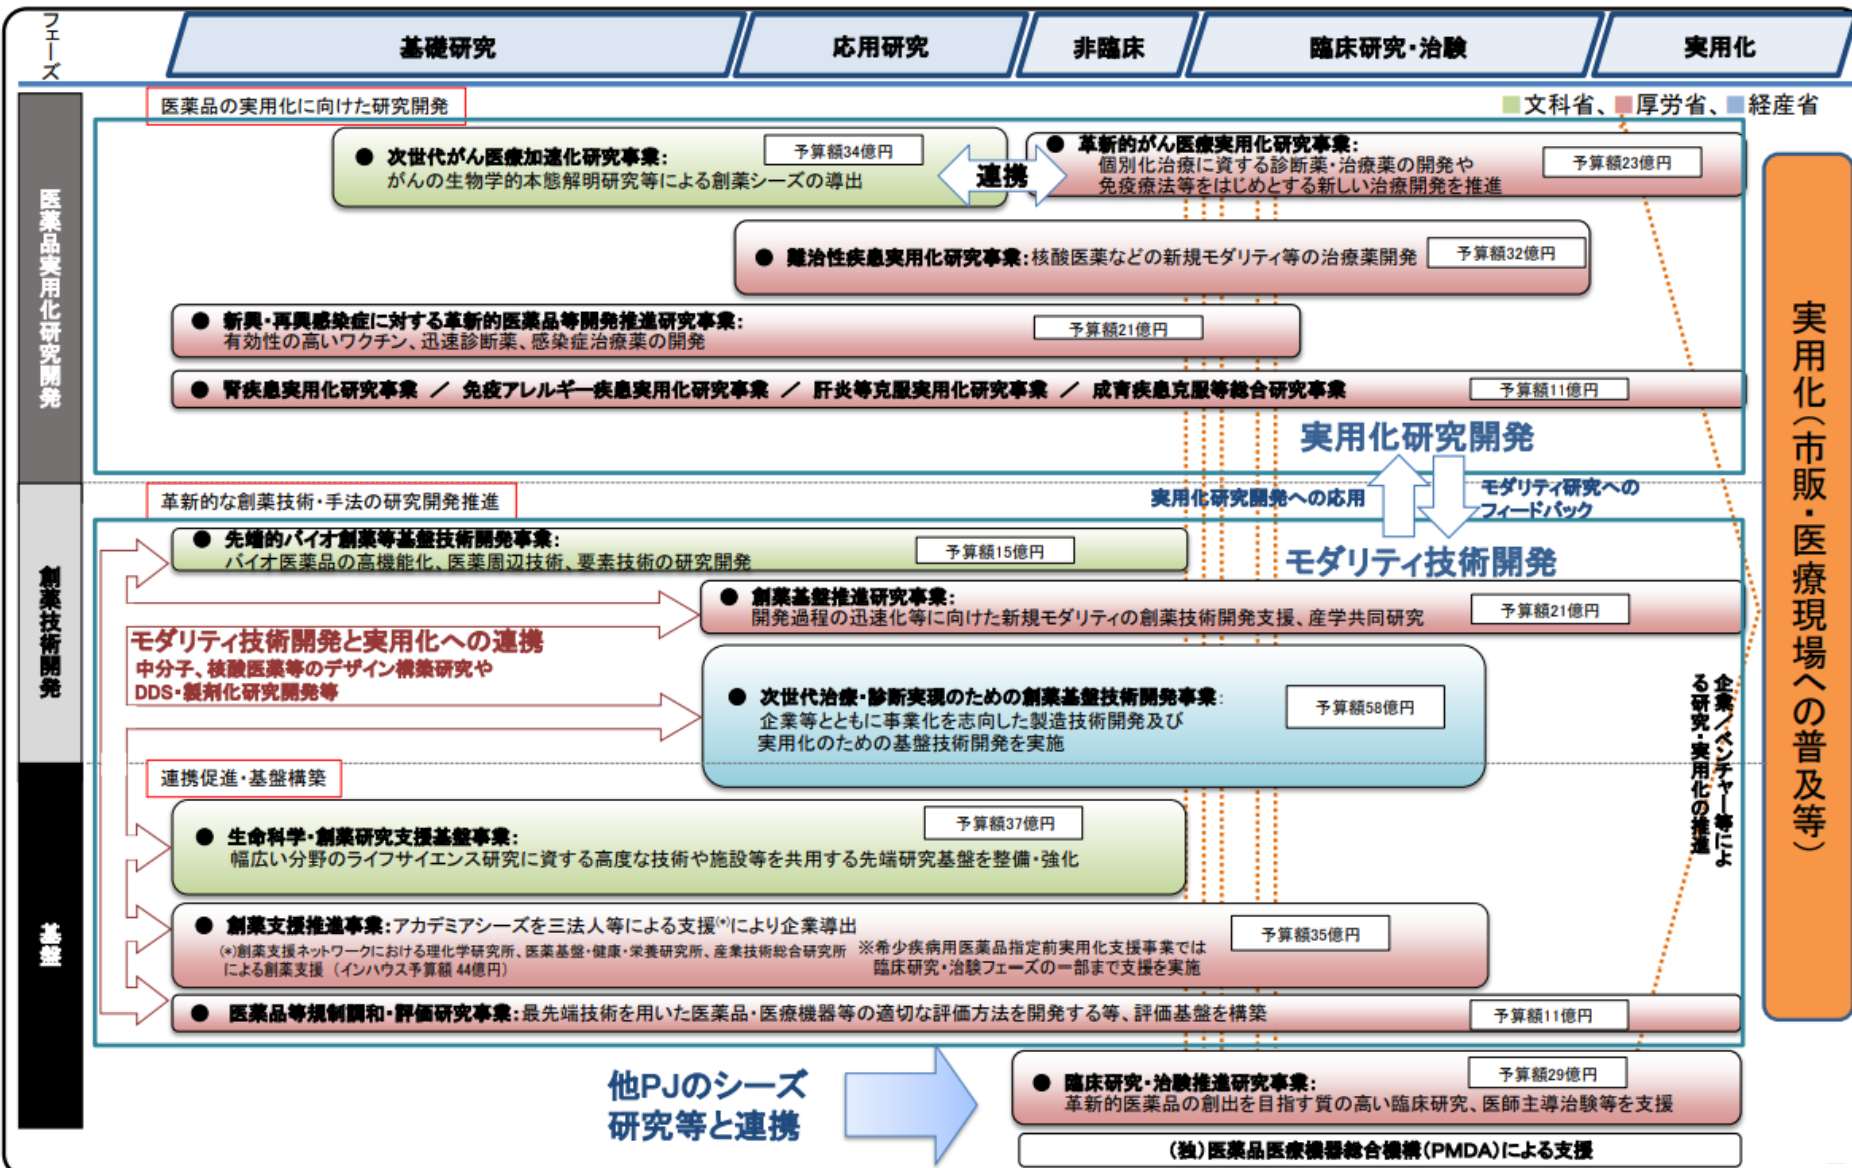 フェーズ
基礎研究
応用研究
非臨床
臨床研究・治験
実用化
医薬品の実用化に向けた研究開発
■文科省、■厚労省、■経産省
医薬品実用化研究開発
● 次世代がん医療加速化研究事業:
がんの生物学的本態解明研究等による創薬シーズの導出
予算額34億円
連携
● 革新的がん医療実用化研究事業:
個別化治療に資する診断薬・治療薬の開発や
免疫療法等をはじめとする新しい治療開発を推進
予算額23億円
● 難治性疾患実用化研究事業:核酸医薬などの新規モダリティ等の治療薬開発
予算額32億円
● 新興・再興感染症に対する革新的医薬品等開発推進研究事業:
有効性の高いワクチン、迅速診断薬、感染症治療薬の開発
予算額21億円
● 腎疾患実用化研究事業 / 免疫アレルギー疾患実用化研究事業 / 肝炎等克服実用化研究事業 / 成育疾患克服等総合研究事業
予算額11億円
実用化研究開発
実用化研究開発への応用
モダリティ研究への
フィードバック
モダリティ技術開発
革新的な創薬技術・手法の研究開発推進
創薬技術開発
● 先端的バイオ創薬等基盤技術開発事業:
バイオ医薬品の高機能化、医薬周辺技術、要素技術の研究開発
予算額15億円
● 創薬基盤推進研究事業:
開発過程の迅速化等に向けた新規モダリティの創薬技術開発支援、産学共同研究
予算額21億円
モダリティ技術開発と実用化への連携
中分子、核酸医薬等のデザイン構築研究や
DDS・製剤化研究開発等
● 次世代治療・診断実現のための創薬基盤技術開発事業:
企業等とともに事業化を志向した製造技術開発及び
実用化のための基盤技術開発を実施
予算額58億円
連携促進・基盤構築
基盤
● 生命科学・創薬研究支援基盤事業:
幅広い分野のライフサイエンス研究に資する高度な技術や施設等を共用する先端研究基盤を整備・強化
予算額37億円
● 創薬支援推進事業:アカデミアシーズを三法人等による支援(*)により企業導出
(*)創薬支援ネットワークにおける理化学研究所、医薬基盤・健康・栄養研究所、産業技術総合研究所
による創薬支援 (インハウス予算額 44億円)
※希少疾病用医薬品指定前実用化支援事業では
臨床研究・治験フェーズの一部まで支援を実施
予算額35億円
● 医薬品等規制調和・評価研究事業:最先端技術を用いた医薬品・医療機器等の適切な評価方法を開発する等、評価基盤を構築
予算額11億円
企業/ベンチャー等によ
る研究・実用化の推進
実用化(市販・医療現場への普及等)
他PJのシーズ
研究等と連携
● 臨床研究・治験推進研究事業:
革新的医薬品の創出を目指す質の高い臨床研究、医師主導治験等を支援
予算額29億円
(独)医薬品医療機器総合機構(PMDA)による支援